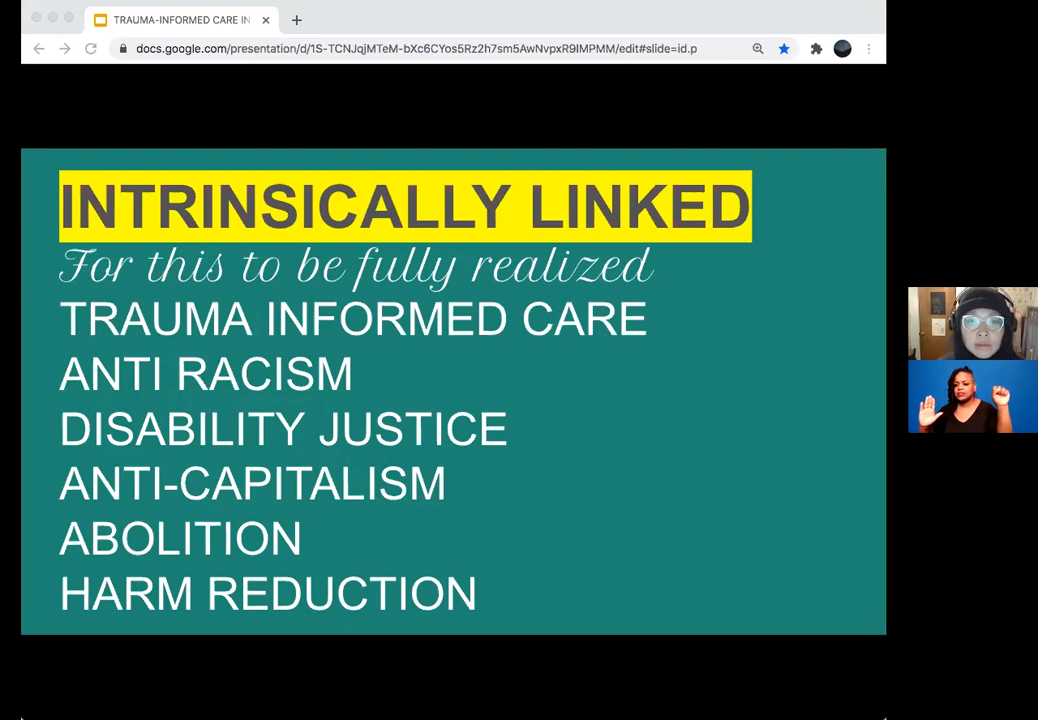 TRAUMA-INFORMED CARE IN
docs.google.com/presentation/d/1S-TCNJqjMTeM-bXc6CYos5Rz2h7sm5AwNvpxR9IMPMM/edit#slide=id.p
INTRINSICALLY LINKED
For this to be fully realized
TRAUMA INFORMED CARE
ANTI RACISM
DISABILITY JUSTICE
ANTI-CAPITALISM
ABOLITION
HARM REDUCTION